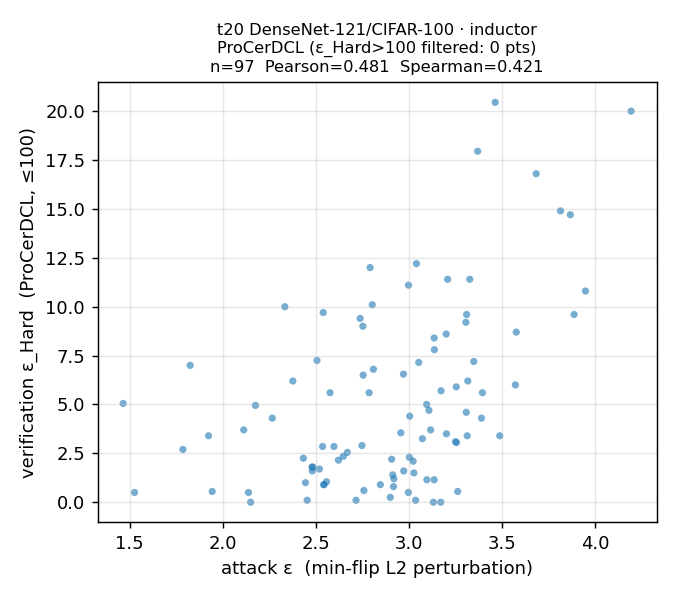 t20 DenseNet-121/CIFAR-100 · inductor
ProCerDCL (ε_Hard>100 filtered: 0 pts)
n=97  Pearson=0.481  Spearman=0.421
verification ε_Hard  (ProCerDCL, ≤100)
20.0
17.5
15.0
12.5
10.0
7.5
5.0
2.5
0.0
1.5 2.0 2.5 3.0 3.5 4.0
attack ε  (min-flip L2 perturbation)